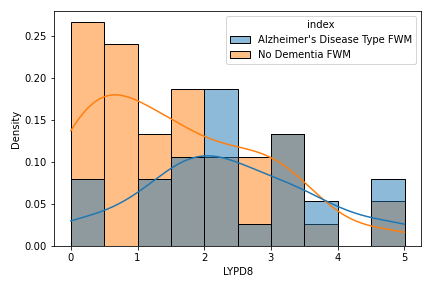 index
Alzheimer's Disease Type FWM
No Dementia FWM
0.25
0.20
0.15
0.10
0.05
0.00
Density
0 1 2 3 4 5
LYPD8